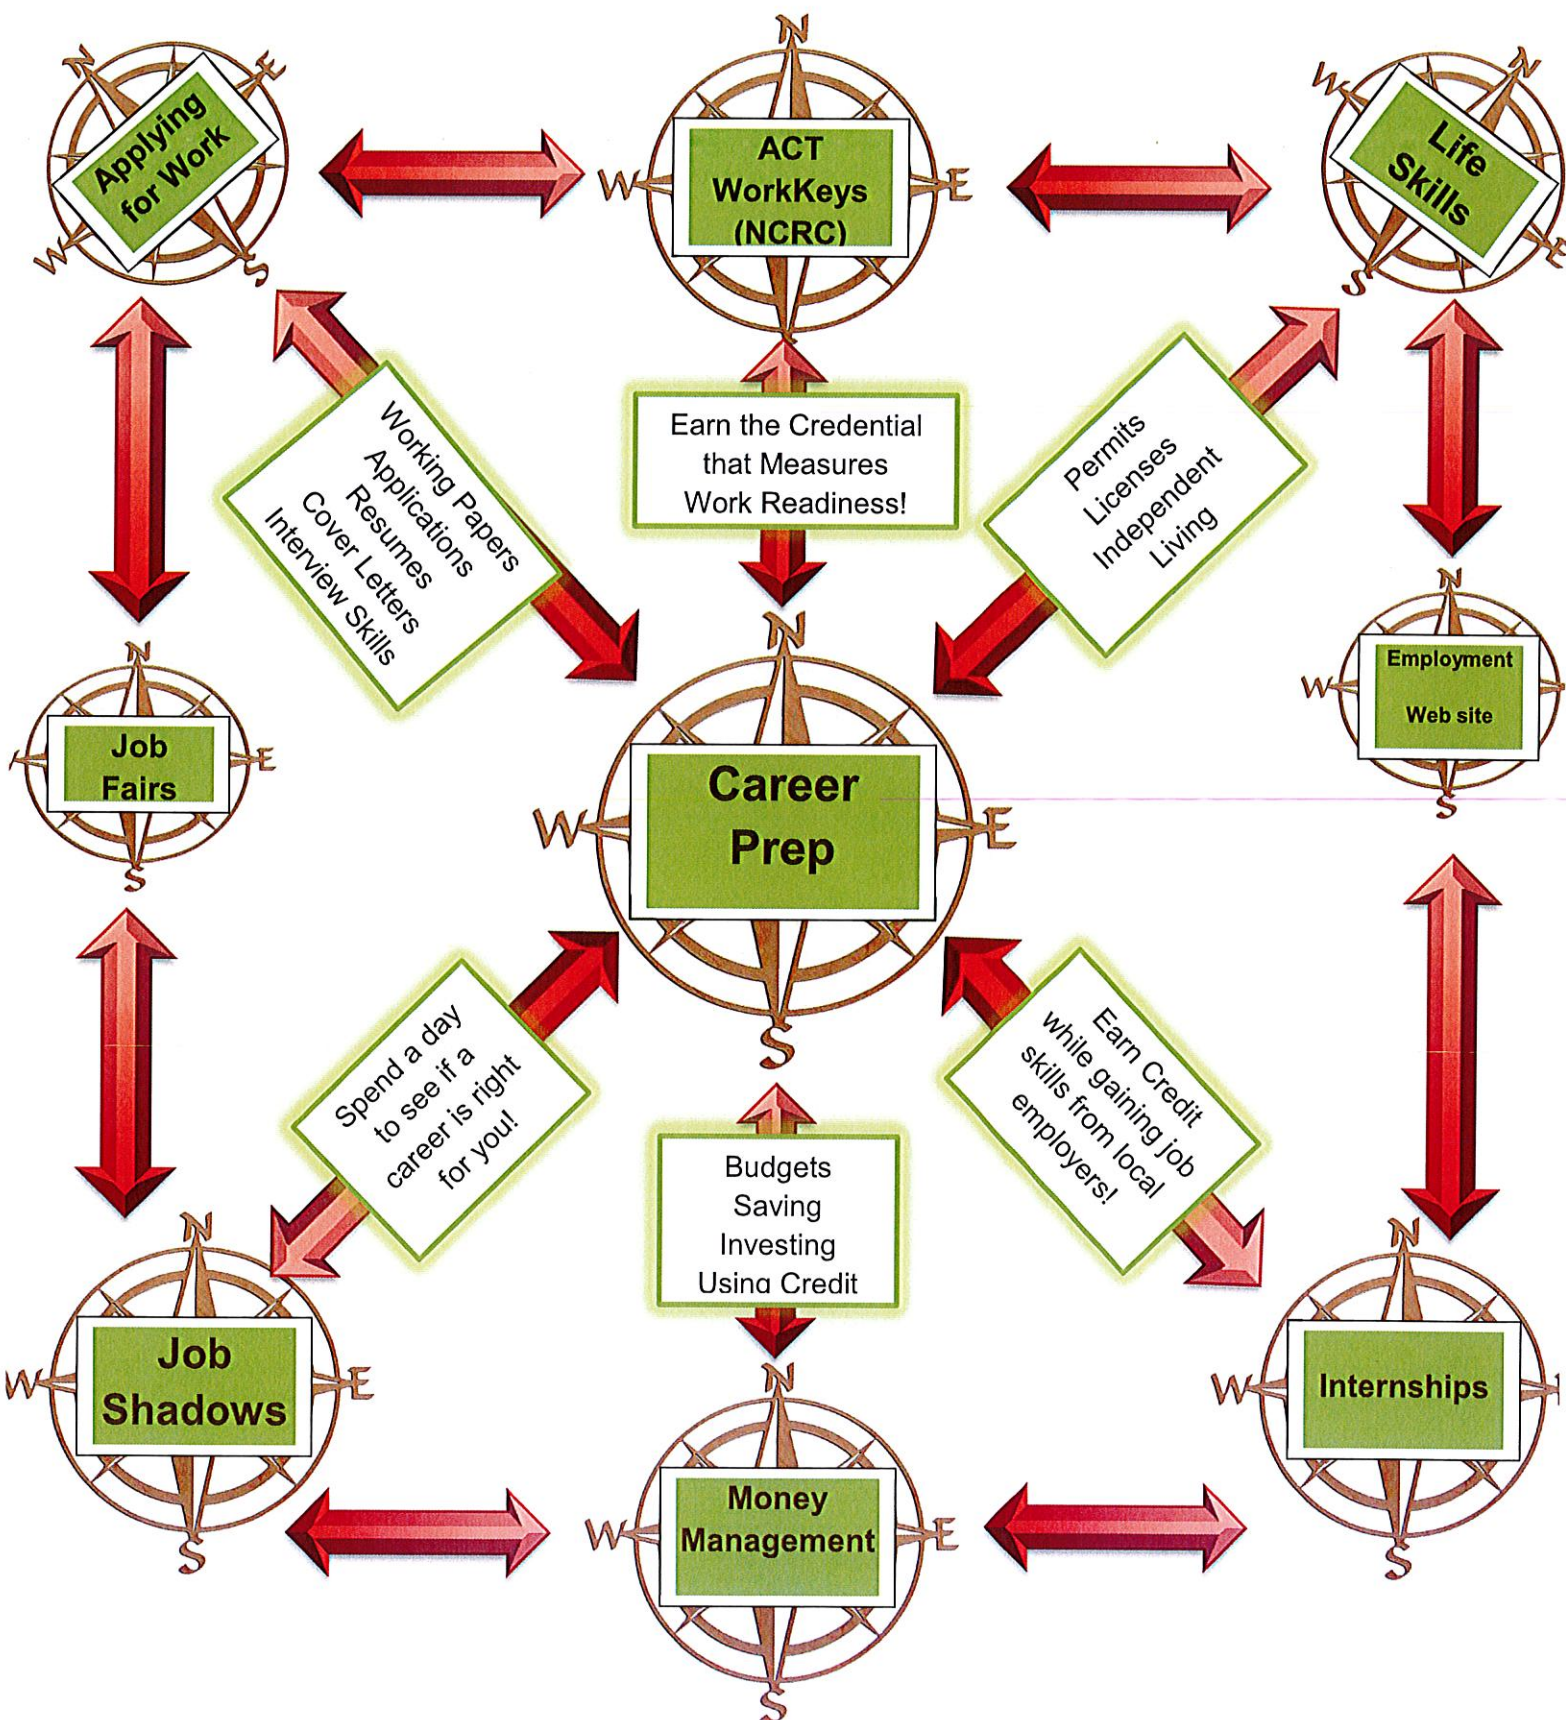 N
E
Applying
for Work
W
S
N
ACT
WorkKeys
(NCRC)
W
E
S
W
N
Life
Skills
S
E
Working Papers
Applications
Resumes
Cover Letters
Interview Skills
Earn the Credential
that Measures
Work Readiness!
Permits
Licenses
Independent
Living
N
Job
Fairs
E
S
N
Career
Prep
W
E
S
N
Employment
Web site
W
S
Spend a day
to see if a
career is right
for you!
Budgets
Saving
Investing
Using Credit
Earn Credit
while gaining job
skills from local
employers!
N
Job
Shadows
W
E
S
N
Money
Management
W
E
S
N
Internships
W
S